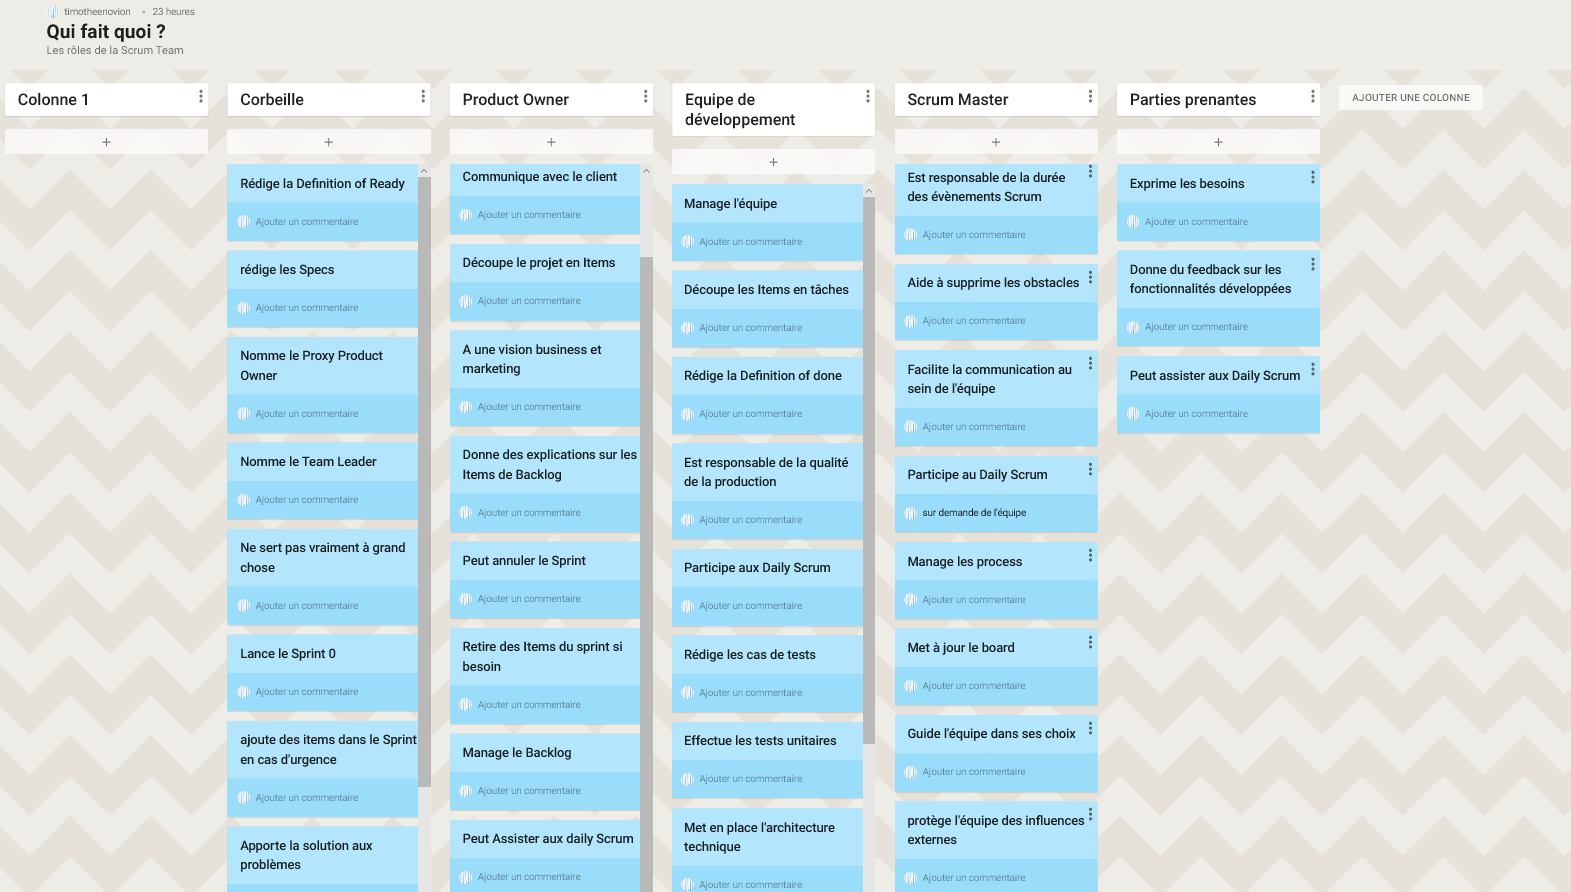 timotheenovion • 23 heures
Qui fait quoi ?
Les rôles de la Scrum Team
Colonne 1
+
Corbeille
+
Rédige la Definition of Ready
Ajouter un commentaire
rédige les Specs
Ajouter un commentaire
Nomme le Proxy Product
Owner
Ajouter un commentaire
Nomme le Team Leader
Ajouter un commentaire
Ne sert pas vraiment à grand
chose
Ajouter un commentaire
Lance le Sprint 0
Ajouter un commentaire
ajoute des items dans le Sprint
en cas d'urgence
Ajouter un commentaire
Apporte la solution aux
problèmes
Product Owner
+
Communique avec le client
Ajouter un commentaire
Découpe le projet en Items
Ajouter un commentaire
A une vision business et
marketing
Ajouter un commentaire
Donne des explications sur les
Items de Backlog
Ajouter un commentaire
Peut annuler le Sprint
Ajouter un commentaire
Retire des Items du sprint si
besoin
Ajouter un commentaire
Manage le Backlog
Ajouter un commentaire
Peut Assister aux daily Scrum
Ajouter un commentaire
Equipe de
développement
+
Manage l'équipe
Ajouter un commentaire
Découpe les Items en tâches
Ajouter un commentaire
Rédige la Definition of done
Ajouter un commentaire
Est responsable de la qualité
de la production
Ajouter un commentaire
Participe aux Daily Scrum
Ajouter un commentaire
Rédige les cas de tests
Ajouter un commentaire
Effectue les tests unitaires
Ajouter un commentaire
Met en place l'architecture
technique
Ajouter un commentaire
Scrum Master
+
Est responsable de la durée
des évènements Scrum
Ajouter un commentaire
Aide à supprime les obstacles
Ajouter un commentaire
Facilite la communication au
sein de l'équipe
Ajouter un commentaire
Participe au Daily Scrum
sur demande de l'équipe
Manage les process
Ajouter un commentaire
Met à jour le board
Ajouter un commentaire
Guide l'équipe dans ses choix
Ajouter un commentaire
protège l'équipe des influences
externes
Ajouter un commentaire
Parties prenantes
+
Exprime les besoins
Ajouter un commentaire
Donne du feedback sur les
fonctionnalités développées
Ajouter un commentaire
Peut assister aux Daily Scrum
Ajouter un commentaire
AJOUTER UNE COLONNE